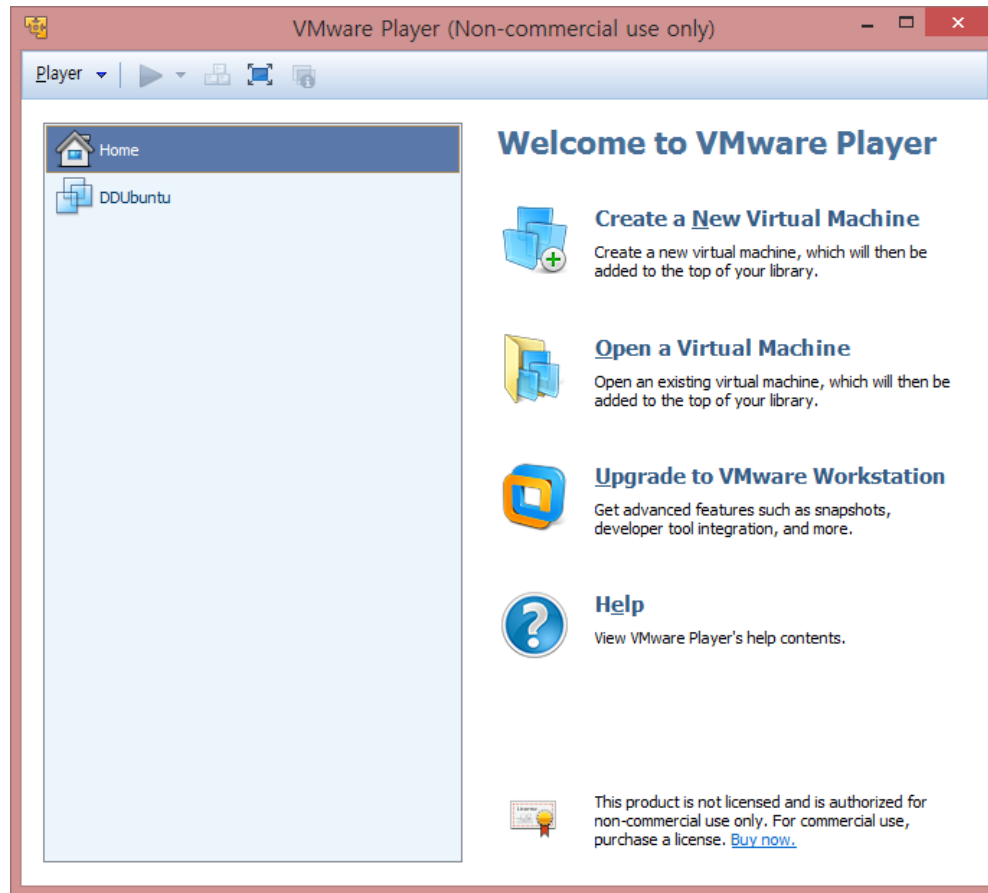 VMware Player (Non-commercial use only)
Player
Home
DDUbuntu
Welcome to VMware Player
Create a New Virtual Machine
Create a new virtual machine, which will then be
added to the top of your library.
Open a Virtual Machine
Open an existing virtual machine, which will then be
added to the top of your library.
Upgrade to VMware Workstation
Get advanced features such as snapshots,
developer tool integration, and more.
Help
View VMware Player's help contents.
This product is not licensed and is authorized for
non-commercial use only. For commercial use,
purchase a license. Buy now.